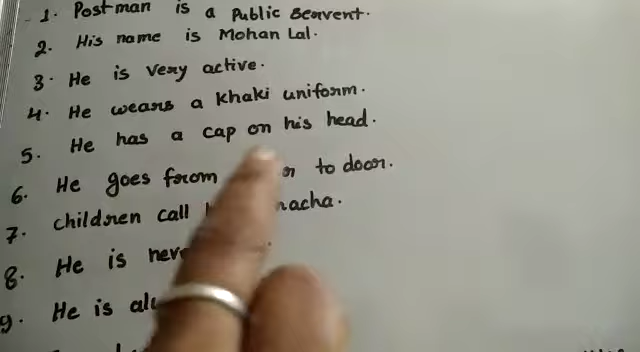 1. Postman is a Public Servent.
2. His name is Mohan Lal.
3. He is very active.
4. He wears a khaki uniform.
5. He has a cap on his head.
6. He goes from to door.
7. Children call
8. He is
9. He is